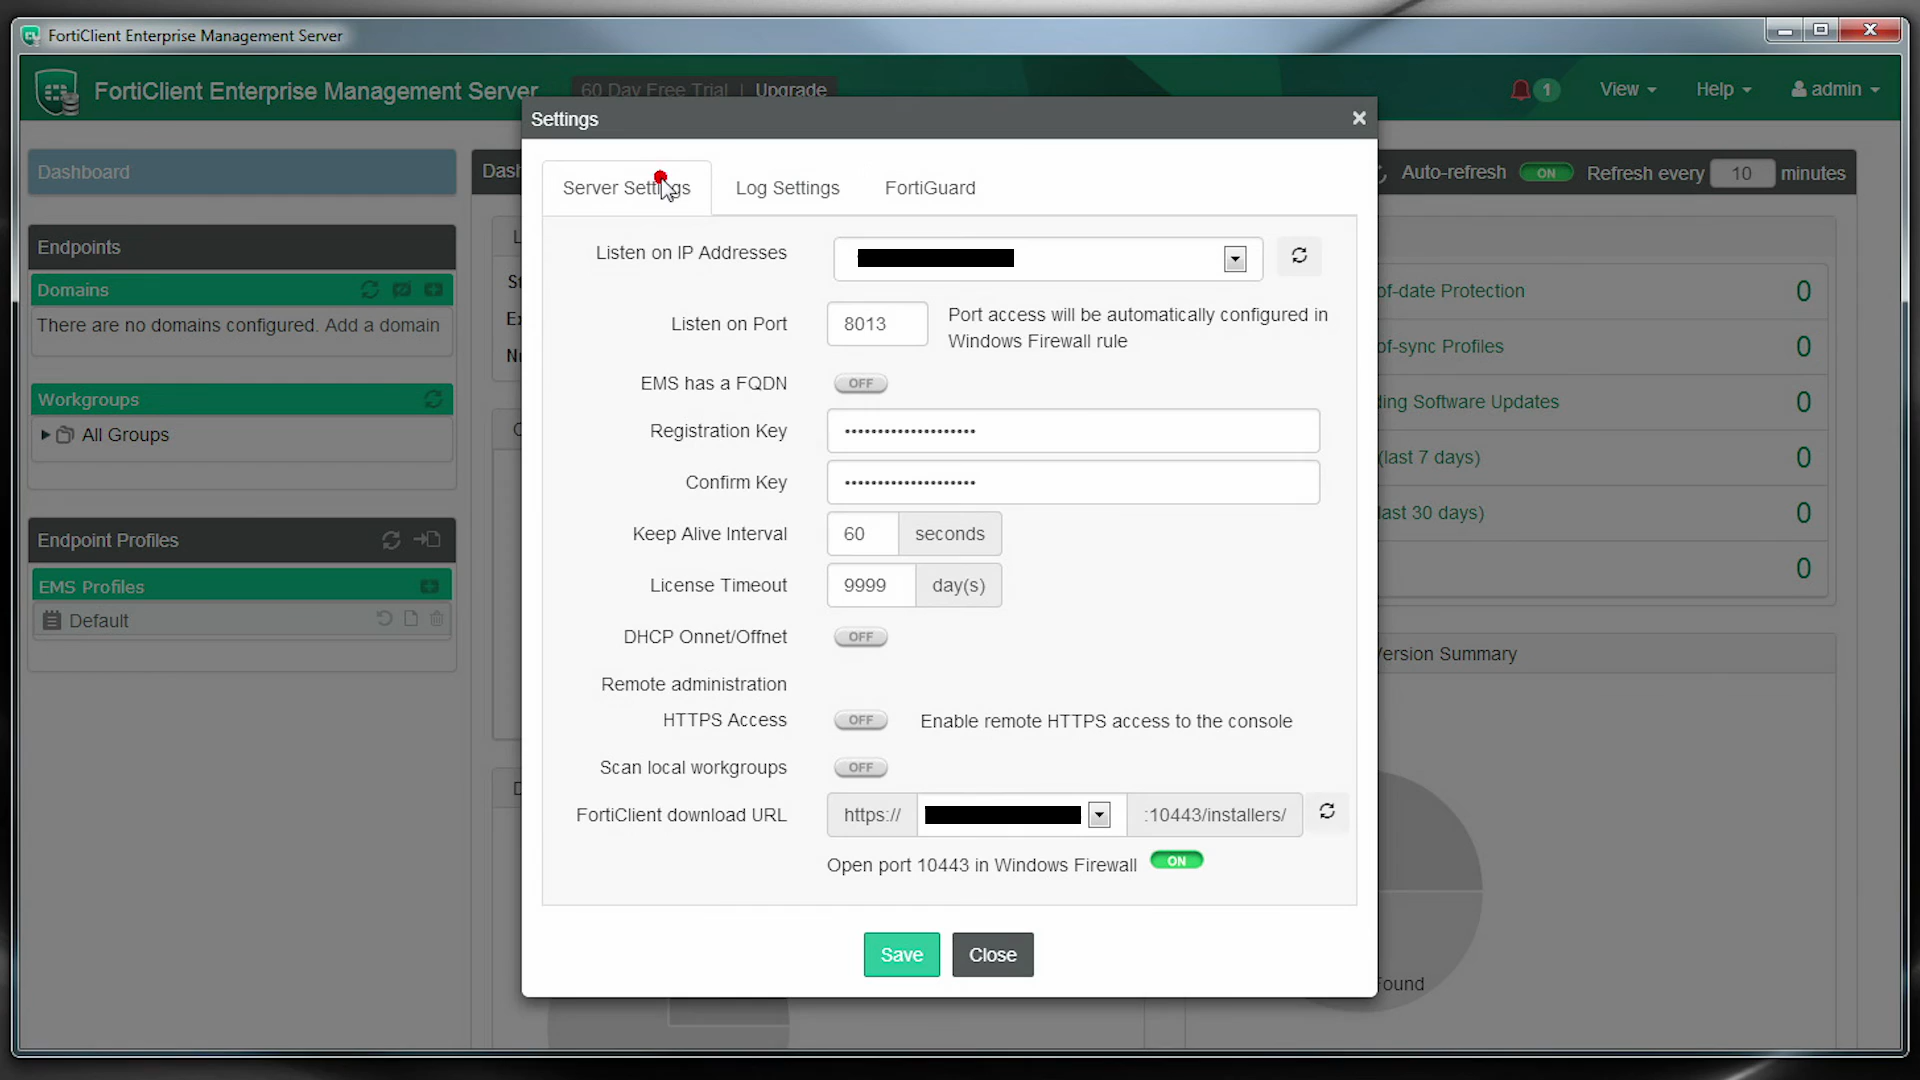 FortiClient Enterprise Management Server
FortiClient Enterprise Management Server
60 Day Free Trial | Upgrade
1
View
Help
admin
Settings
Dashboard
Auto-refresh ON Refresh every 10 minutes
Server Settings
Log Settings
FortiGuard
Endpoints
Domains
There are no domains configured. Add a domain
Workgroups
All Groups
Endpoint Profiles
EMS Profiles
Default
Listen on IP Addresses
Listen on Port 8013 Port access will be automatically configured in
Windows Firewall rule
EMS has a FQDN OFF
Registration Key ••••••••••••••••••••
Confirm Key ••••••••••••••••••••
Keep Alive Interval 60 seconds
License Timeout 9999 day(s)
DHCP Onnet/Offnet OFF
Remote administration
HTTPS Access OFF Enable remote HTTPS access to the console
Scan local workgroups OFF
FortiClient download URL https:// :10443/installers/
Open port 10443 in Windows Firewall ON
Save
Close
of-date Protection 0
of-sync Profiles 0
ding Software Updates 0
(last 7 days) 0
last 30 days) 0
0
Version Summary
Found